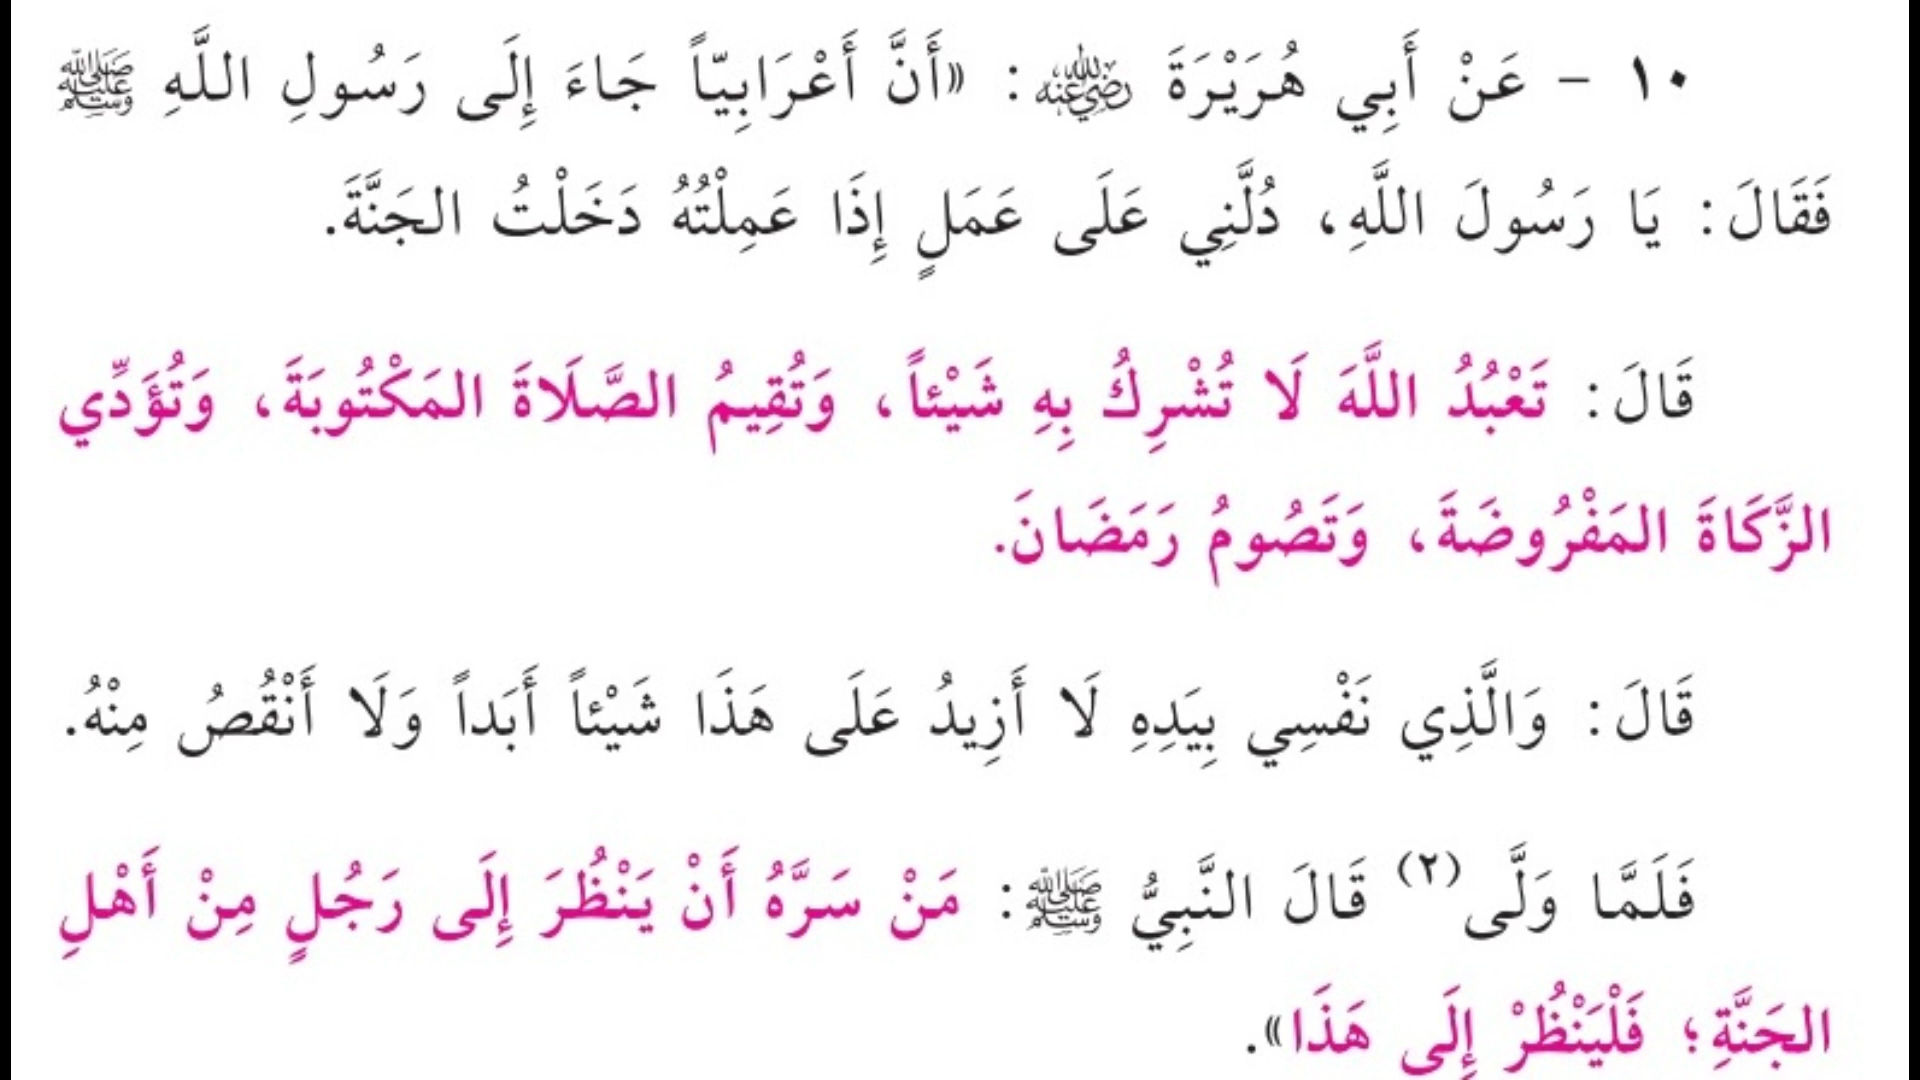 ١٠ - عَنْ أَبِي هُرَيْرَةَ رضي الله عنه: «أَنَّ أَعْرَابِيّاً جَاءَ إِلَى رَسُولِ اللَّهِ ﷺ
فَقَالَ: يَا رَسُولَ اللَّهِ، دُلَّنِي عَلَى عَمَلٍ إِذَا عَمِلْتُهُ دَخَلْتُ الجَنَّةَ.
قَالَ: تَعْبُدُ اللَّهَ لَا تُشْرِكُ بِهِ شَيْئاً، وَتُقِيمُ الصَّلَاةَ المَكْتُوبَةَ، وَتُؤَدِّي
الزَّكَاةَ المَفْرُوضَةَ، وَتَصُومُ رَمَضَانَ.
قَالَ: وَالَّذِي نَفْسِي بِيَدِهِ لَا أَزِيدُ عَلَى هَذَا شَيْئاً أَبَداً وَلَا أَنْقُصُ مِنْهُ.
فَلَمَّا وَلَّى(٢) قَالَ النَّبِيُّ ﷺ: مَنْ سَرَّهُ أَنْ يَنْظُرَ إِلَى رَجُلٍ مِنْ أَهْلِ
الجَنَّةِ؛ فَلْيَنْظُرْ إِلَى هَذَا».